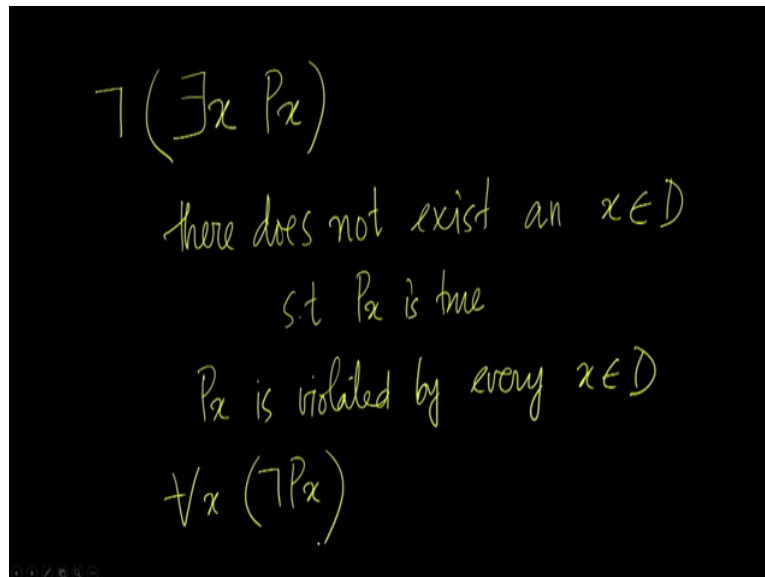 ¬(∃x Px)
there does not exist an x ∈ D
s.t Px is true
Px is violated by every x ∈ D
∀x (¬Px)